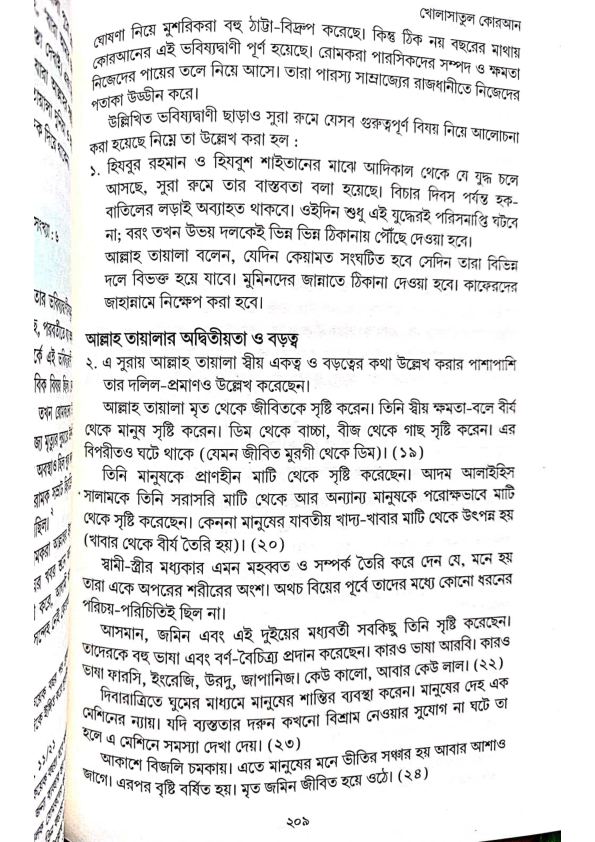 খোলাসাতুল কোরআন
ঘোষণা নিয়ে মুশরিকরা বহু ঠাট্টা-বিদ্রুপ করেছে। কিন্তু ঠিক নয় বছরের মাথায়
কোরআনের এই ভবিষ্যদ্বাণী পূর্ণ হয়েছে। রোমকরা পারসিকদের সম্পদ ও ক্ষমতা
নিজেদের পায়ের তলে নিয়ে আসে। তারা পারস্য সাম্রাজ্যের রাজধানীতে নিজেদের
পতাকা উড্ডীন করে।
উল্লিখিত ভবিষ্যদ্বাণী ছাড়াও সুরা রুমে যেসব গুরুত্বপূর্ণ বিষয় নিয়ে আলোচনা
করা হয়েছে নিম্নে তা উল্লেখ করা হল :
১. হিযবুর রহমান ও হিযবুশ শাইতানের মাঝে আদিকাল থেকে যে যুদ্ধ চলে
আসছে, সুরা রুমে তার বাস্তবতা বলা হয়েছে। বিচার দিবস পর্যন্ত হক-
বাতিলের লড়াই অব্যাহত থাকবে। ওইদিন শুধু এই যুদ্ধেরই পরিসমাপ্তি ঘটবে
না; বরং তখন উভয় দলকেই ভিন্ন ভিন্ন ঠিকানায় পৌঁছে দেওয়া হবে।
আল্লাহ তায়ালা বলেন, যেদিন কেয়ামত সংঘটিত হবে সেদিন তারা বিভিন্ন
দলে বিভক্ত হয়ে যাবে। মুমিনদের জান্নাতে ঠিকানা দেওয়া হবে। কাফেরদের
জাহান্নামে নিক্ষেপ করা হবে।
আল্লাহ তায়ালার অদ্বিতীয়তা ও বড়ত্ব
২. এ সুরায় আল্লাহ তায়ালা স্বীয় একত্ব ও বড়ত্বের কথা উল্লেখ করার পাশাপাশি
তার দলিল-প্রমাণও উল্লেখ করেছেন।
আল্লাহ তায়ালা মৃত থেকে জীবিতকে সৃষ্টি করেন। তিনি স্বীয় ক্ষমতা-বলে বীর্য
থেকে মানুষ সৃষ্টি করেন। ডিম থেকে বাচ্চা, বীজ থেকে গাছ সৃষ্টি করেন। এর
বিপরীতও ঘটে থাকে (যেমন জীবিত মুরগী থেকে ডিম)। (১৯)
তিনি মানুষকে প্রাণহীন মাটি থেকে সৃষ্টি করেছেন। আদম আলাইহিস
সালামকে তিনি সরাসরি মাটি থেকে আর অন্যান্য মানুষকে পরোক্ষভাবে মাটি
থেকে সৃষ্টি করেছেন। কেননা মানুষের যাবতীয় খাদ্য-খাবার মাটি থেকে উৎপন্ন হয়
(খাবার থেকে বীর্য তৈরি হয়)। (২০)
স্বামী-স্ত্রীর মধ্যকার এমন মহব্বত ও সম্পর্ক তৈরি করে দেন যে, মনে হয়
তারা একে অপরের শরীরের অংশ। অথচ বিয়ের পূর্বে তাদের মধ্যে কোনো ধরনের
পরিচয়-পরিচিতিই ছিল না।
আসমান, জমিন এবং এই দুইয়ের মধ্যবর্তী সবকিছু তিনি সৃষ্টি করেছেন।
তাদেরকে বহু ভাষা এবং বর্ণ-বৈচিত্র্য প্রদান করেছেন। কারও ভাষা আরবি। কারও
ভাষা ফারসি, ইংরেজি, উরদু, জাপানিজ। কেউ কালো, আবার কেউ লাল। (২২)
দিবারাত্রিতে ঘুমের মাধ্যমে মানুষের শান্তির ব্যবস্থা করেন। মানুষের দেহ এক
মেশিনের ন্যায়। যদি ব্যস্ততার দরুন কখনো বিশ্রাম নেওয়ার সুযোগ না ঘটে তা
হলে এ মেশিনে সমস্যা দেখা দেয়। (২৩)
আকাশে বিজলি চমকায়। এতে মানুষের মনে ভীতির সঞ্চার হয় আবার আশাও
জাগে। এরপর বৃষ্টি বর্ষিত হয়। মৃত জমিন জীবিত হয়ে ওঠে। (২৪)
২০৯